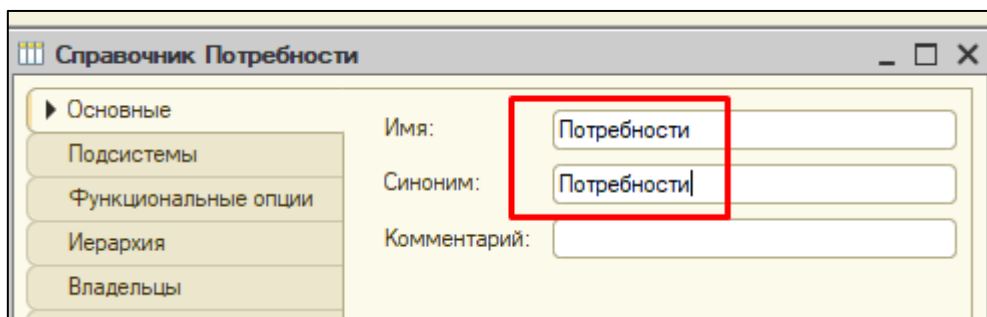 Справочник Потребности
Основные
Подсистемы
Функциональные опции
Иерархия
Владельцы
Имя: Потребности
Синоним: Потребности
Комментарий: